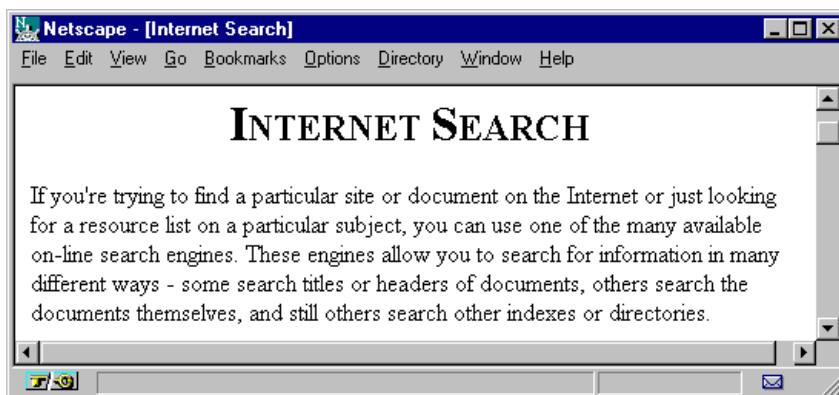 Netscape - [Internet Search]
File Edit View Go Bookmarks Options Directory Window Help
INTERNET SEARCH
If you're trying to find a particular site or document on the Internet or just looking
for a resource list on a particular subject, you can use one of the many available
on-line search engines. These engines allow you to search for information in many
different ways - some search titles or headers of documents, others search the
documents themselves, and still others search other indexes or directories.